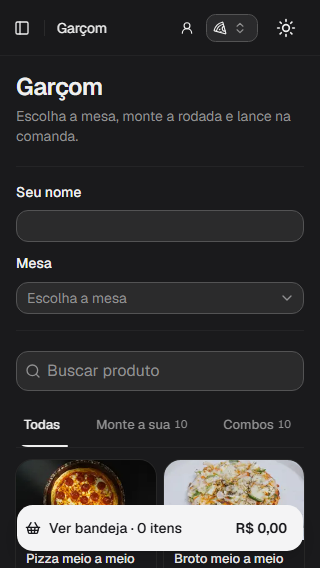 Garçom
Garçom
Escolha a mesa, monte a rodada e lance na
comanda.
Seu nome
Mesa
Escolha a mesa
Buscar produto
Todas
Monte a sua 10
Combos 10
Ver bandeja · 0 itens
R$ 0,00
Pizza meio a meio
Broto meio a meio